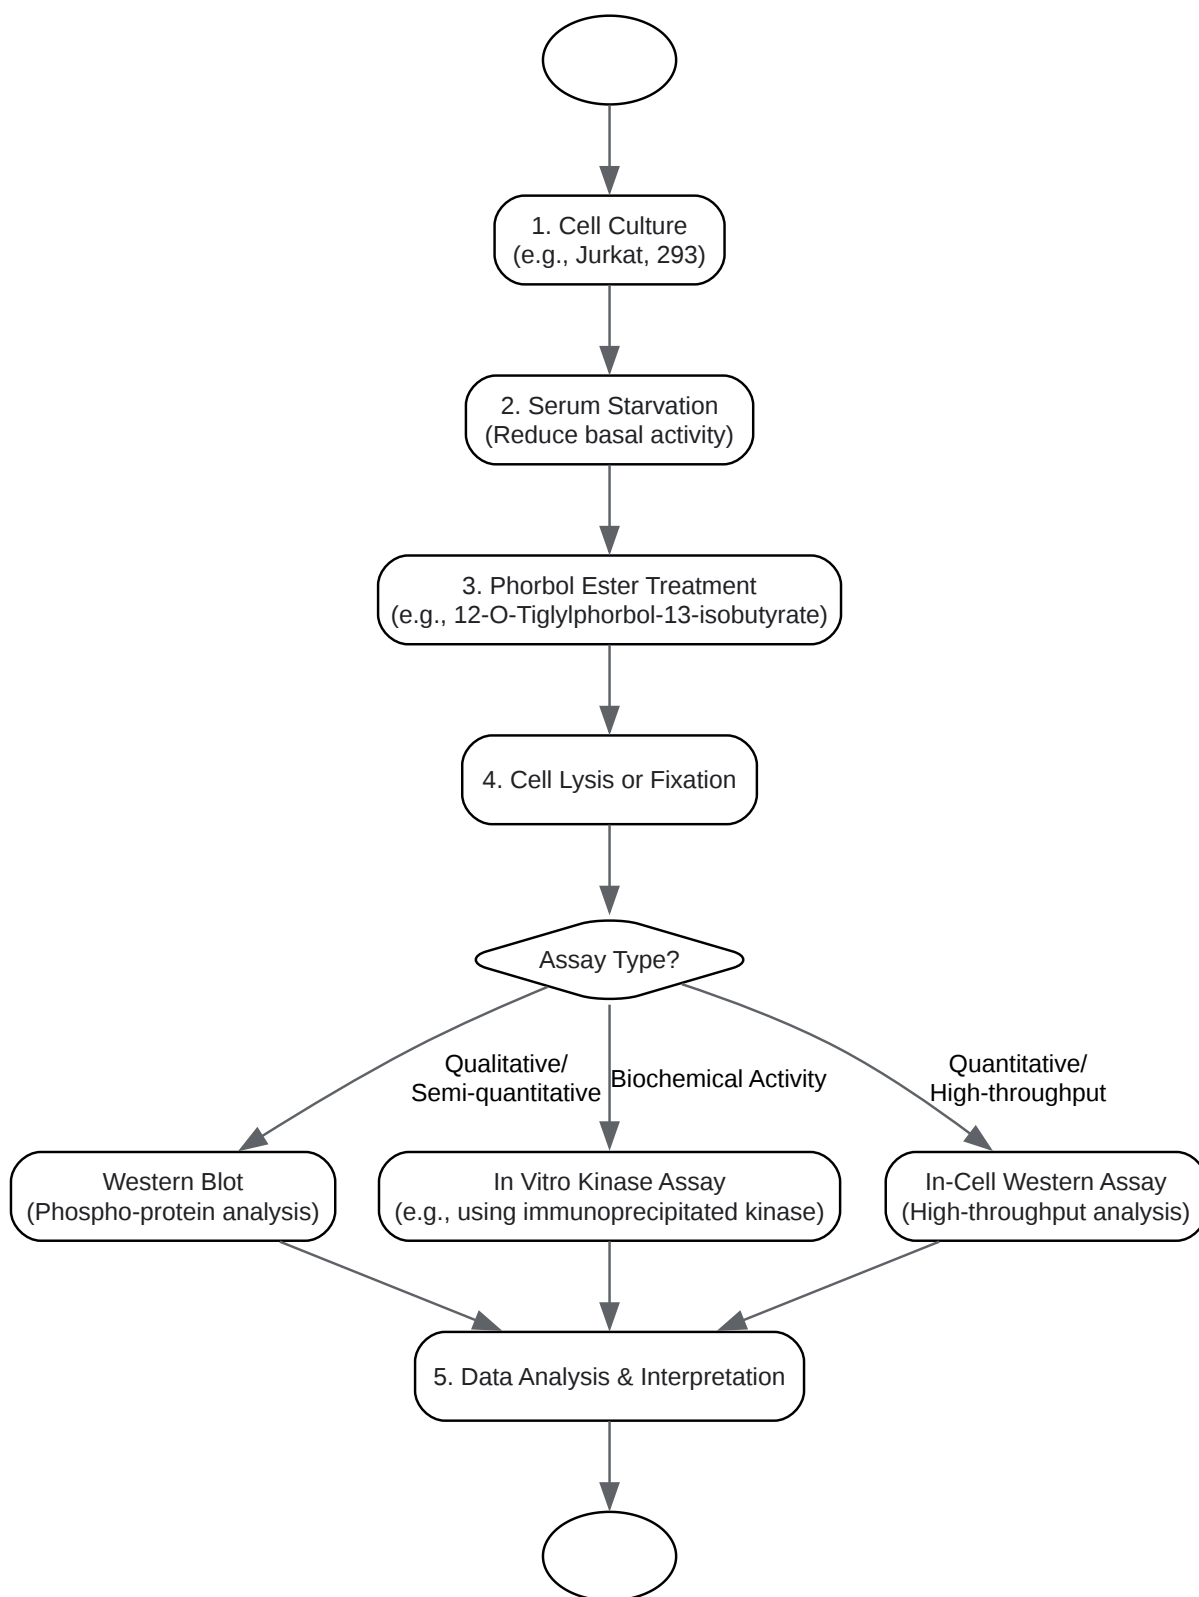 1. Cell Culture
(e.g., Jurkat, 293)
2. Serum Starvation
(Reduce basal activity)
3. Phorbol Ester Treatment
(e.g., 12-O-Tiglylphorbol-13-isobutyrate)
4. Cell Lysis or Fixation
Assay Type?
Qualitative/
Semi-quantitative
Biochemical Activity
Quantitative/
High-throughput
Western Blot
(Phospho-protein analysis)
In Vitro Kinase Assay
(e.g., using immunoprecipitated kinase)
In-Cell Western Assay
(High-throughput analysis)
5. Data Analysis & Interpretation